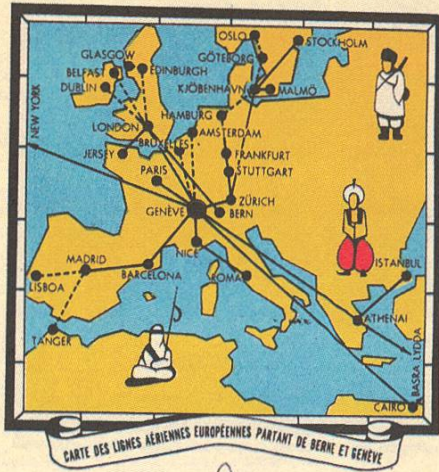 OSLO
STOCKHOLM
GLASGOW
GÖTEBORG
BELFAST
EDINBURGH
DUBLIN
KJÖBENHAVN
MALMÖ
HAMBURG
NEW YORK
LONDON
AMSTERDAM
BRUXELLES
JERSEY
FRANKFURT
PARIS
STUTTGART
ZÜRICH
GENÈVE
BERN
NICE
MADRID
ISTANBUL
BARCELONA
ROMA
LISBOA
ATHENAI
TANGER
BASRA LYDDA
CAIRO
CARTE DES LIGNES AÉRIENNES EUROPÉENNES PARTANT DE BERNE ET GENÈVE